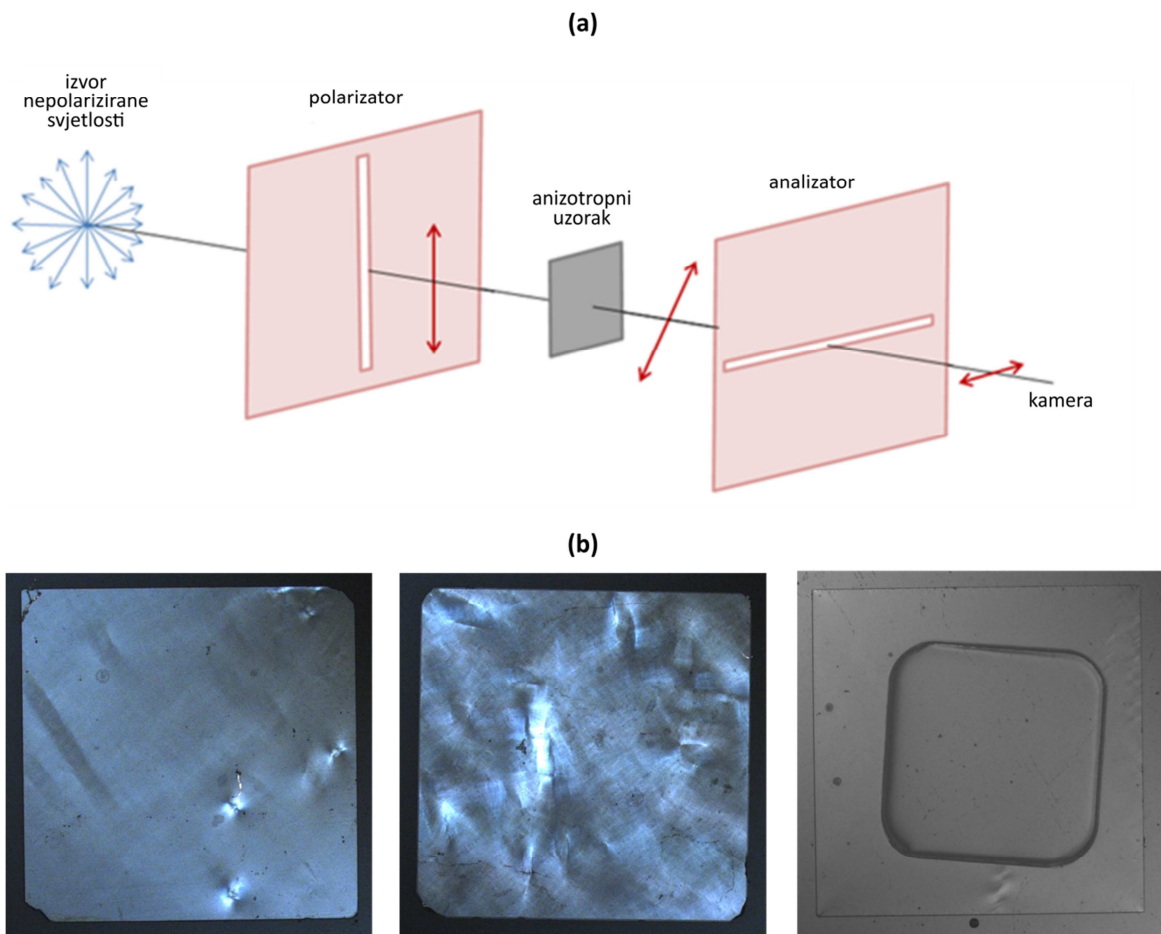 (a)
izvor
nepolarizirane
svjetlosti
polarizator
anizotropni
uzorak
analizator
kamera
(b)